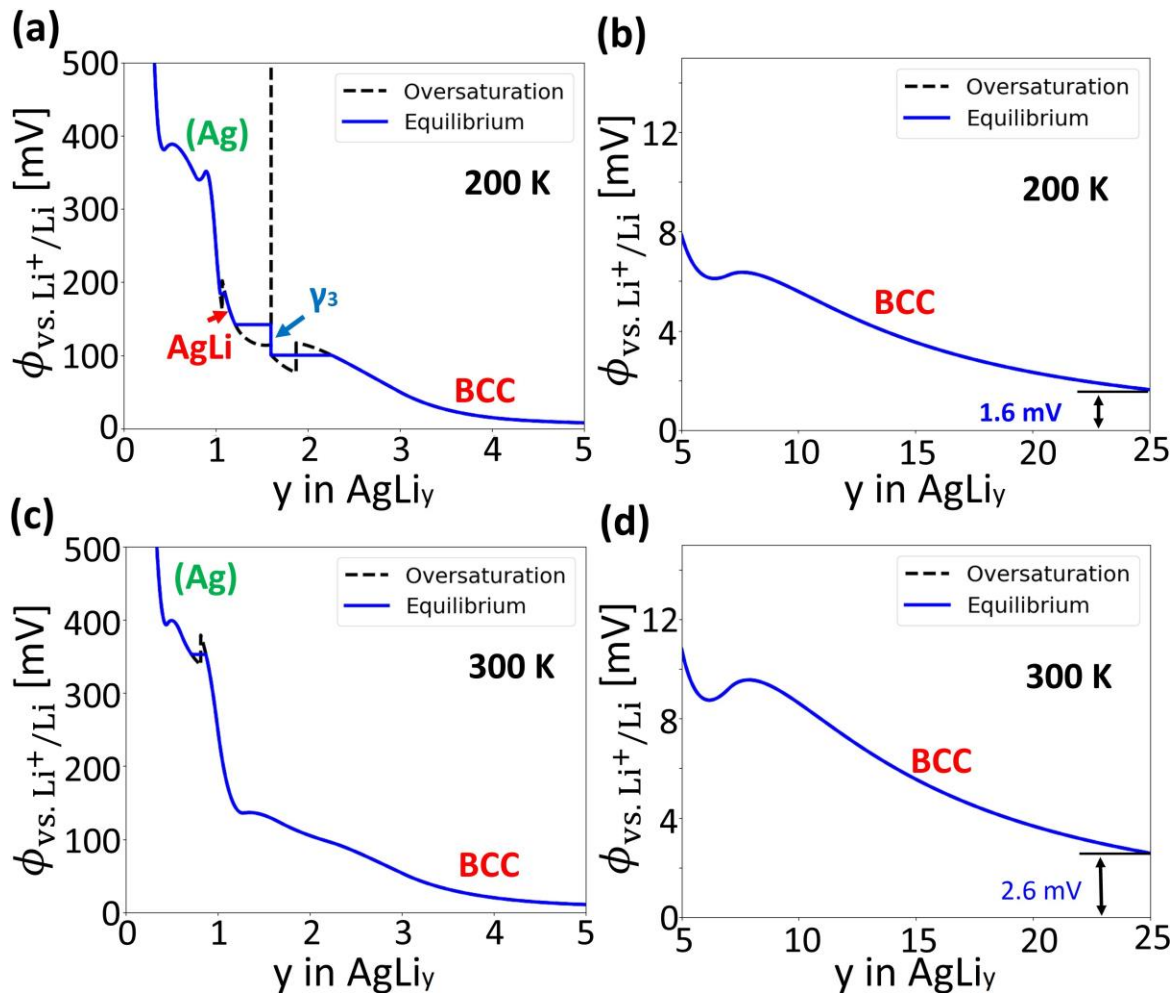 (a)
500
400
300
200
100
0
ϕvs. Li⁺/Li [mV]
Oversaturation
Equilibrium
(Ag)
200 K
γ₃
AgLi
BCC
0 1 2 3 4 5
y in AgLiy
(b)
12
8
4
0
ϕvs. Li⁺/Li [mV]
Oversaturation
Equilibrium
200 K
BCC
1.6 mV
5 10 15 20 25
y in AgLiy
(c)
500
400
300
200
100
0
ϕvs. Li⁺/Li [mV]
Oversaturation
Equilibrium
(Ag)
300 K
BCC
0 1 2 3 4 5
y in AgLiy
(d)
12
8
4
0
ϕvs. Li⁺/Li [mV]
Oversaturation
Equilibrium
300 K
BCC
2.6 mV
5 10 15 20 25
y in AgLiy